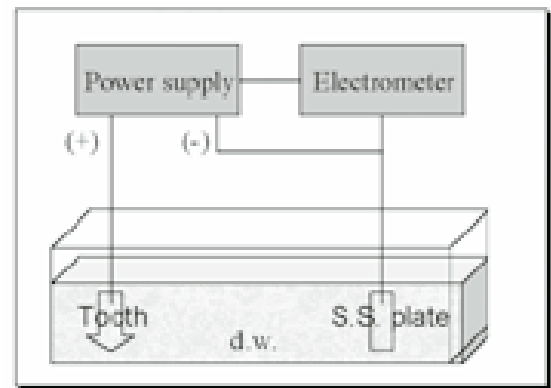 Power supply
Electrometer
(+)
(-)
Tooth
S.S. plate
d.w.